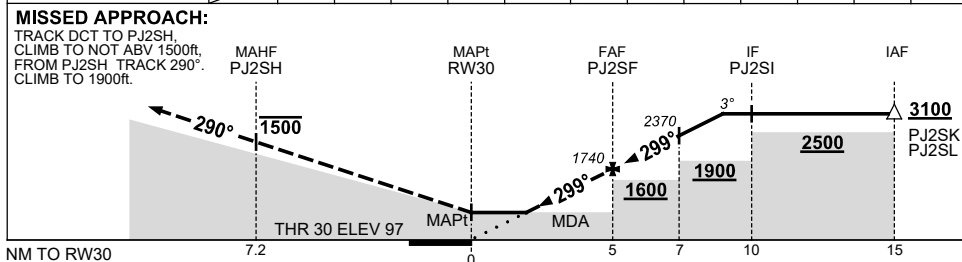 MISSED APPROACH:
TRACK DCT TO PJ2SH,
CLIMB TO NOT ABV 1500ft,
FROM PJ2SH TRACK 290°.
CLIMB TO 1900ft.
MAHF
PJ2SH
MAPt
RW30
FAF
PJ2SF
IF
PJ2SI
IAF
290°
1500
1740
299°
299°
2370
3°
3100
PJ2SK
PJ2SL
2500
1900
1600
MAPt
MDA
THR 30 ELEV 97
NM TO RW30
7.2
0
5
7
10
15